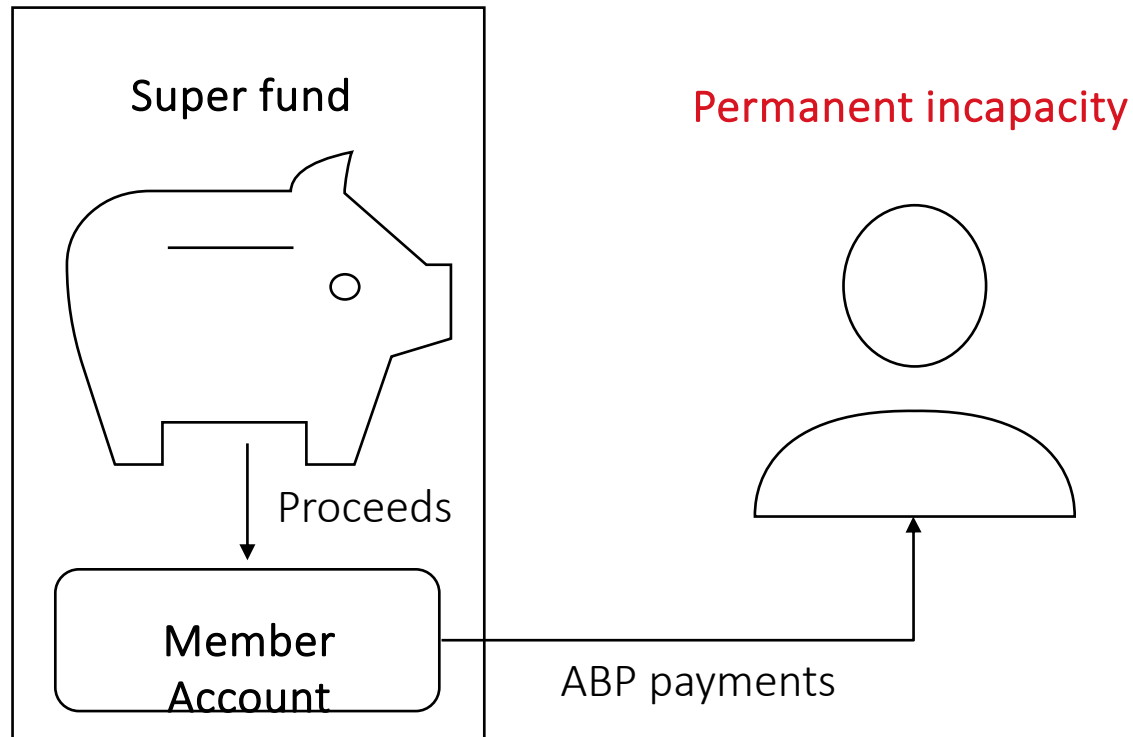 Super fund
Permanent incapacity
Proceeds
Member
Account
ABP payments